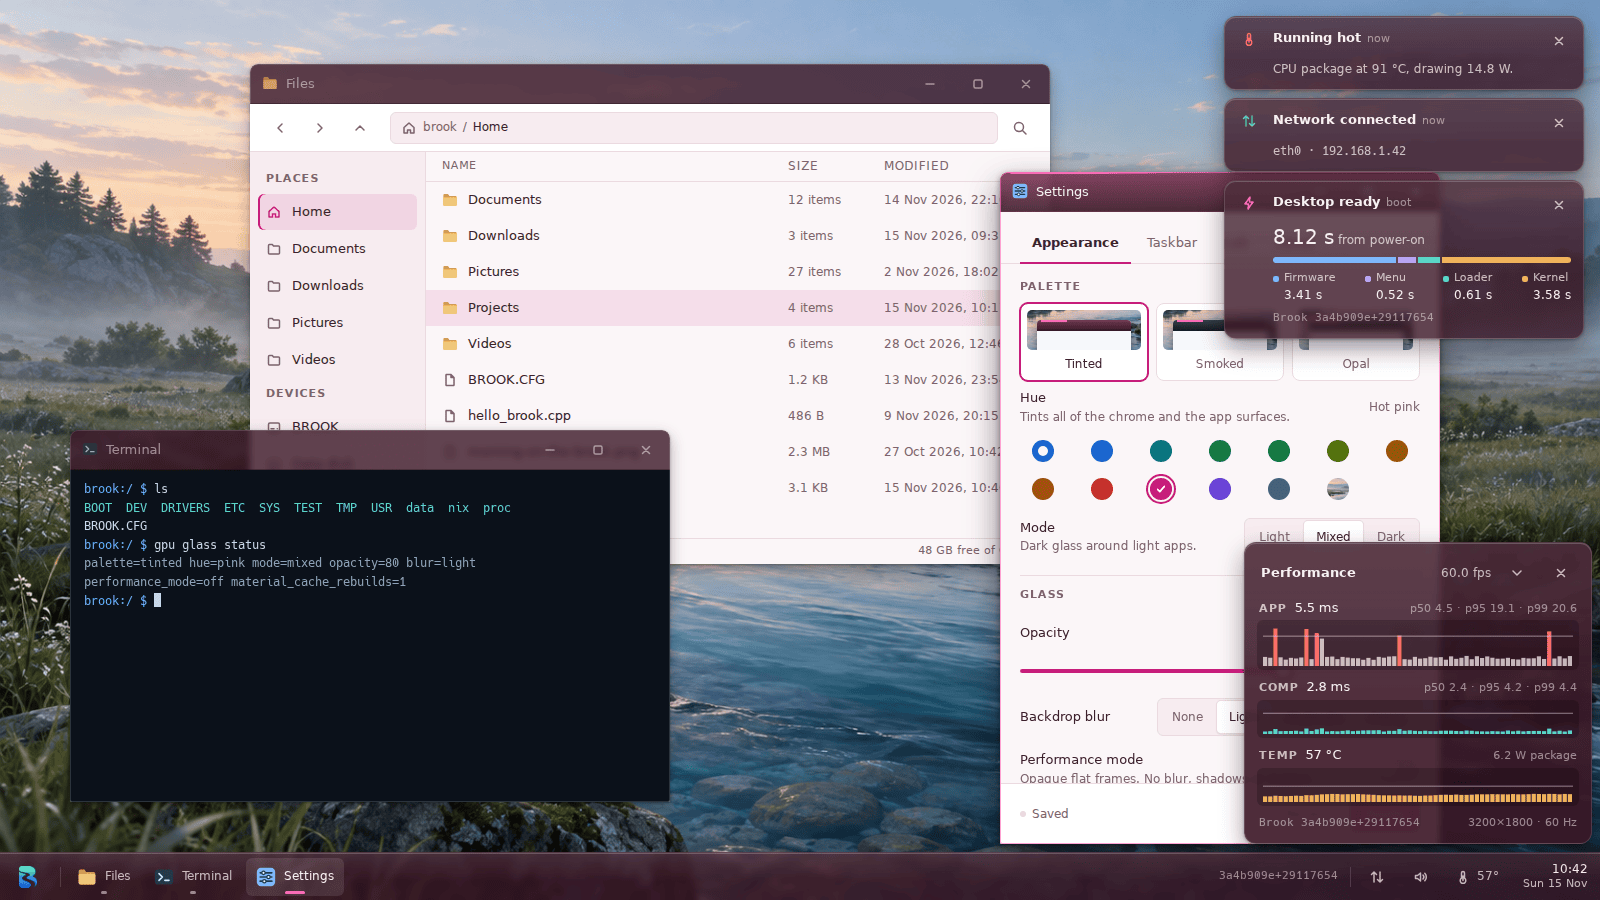 Files
brook / Home
NAME SIZE MODIFIED
PLACES
Home
Documents
Downloads
Pictures
Videos
DEVICES
BROOK
Documents 12 items 14 Nov 2026, 22:1
Downloads 3 items 15 Nov 2026, 09:3
Pictures 27 items 2 Nov 2026, 18:02
Projects 4 items 15 Nov 2026, 10:1
Videos 6 items 28 Oct 2026, 12:46
BROOK.CFG 1.2 KB 13 Nov 2026, 23:5
hello_brook.cpp 486 B 9 Nov 2026, 20:15
2.3 MB 27 Oct 2026, 10:42
3.1 KB 15 Nov 2026, 10:4
48 GB free of
Terminal
brook:/ $ ls
BOOT DEV DRIVERS ETC SYS TEST TMP USR data nix proc
BROOK.CFG
brook:/ $ gpu glass status
palette=tinted hue=pink mode=mixed opacity=80 blur=light
performance_mode=off material_cache_rebuilds=1
brook:/ $
Settings
Appearance Taskbar
PALETTE
Tinted Smoked Opal
Hue
Tints all of the chrome and the app surfaces.
Hot pink
Mode
Dark glass around light apps.
Light Mixed Dark
GLASS
Opacity
Backdrop blur
None Lig
Performance mode
Opaque flat frames. No blur, shadows
Saved
Running hot now
CPU package at 91 °C, drawing 14.8 W.
Network connected now
eth0 · 192.168.1.42
Desktop ready boot
8.12 s from power-on
Firmware Menu Loader Kernel
3.41 s 0.52 s 0.61 s 3.58 s
Brook 3a4b909e+29117654
Performance 60.0 fps
APP 5.5 ms p50 4.5 · p95 19.1 · p99 20.6
COMP 2.8 ms p50 2.4 · p95 4.2 · p99 4.4
TEMP 57 °C 6.2 W package
Brook 3a4b909e+29117654 3200×1800 · 60 Hz
Files Terminal Settings
3a4b909e+29117654
57°
10:42
Sun 15 Nov